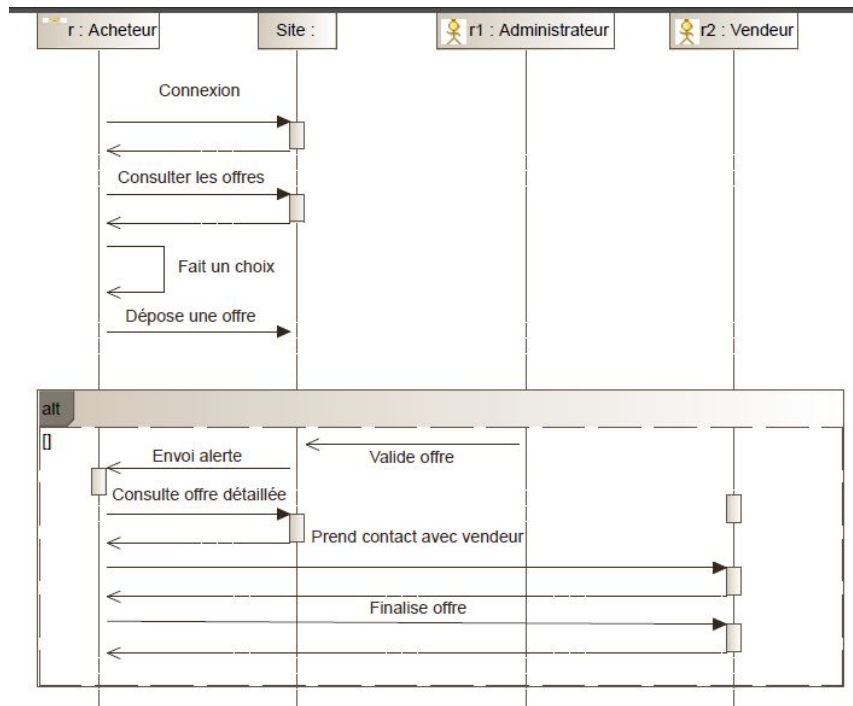 r : Acheteur
Site :
r1 : Administrateur
r2 : Vendeur
Connexion
Consulter les offres
Fait un choix
Dépose une offre
alt
[]
Envoi alerte
Valide offre
Consulte offre détaillée
Prend contact avec vendeur
Finalise offre